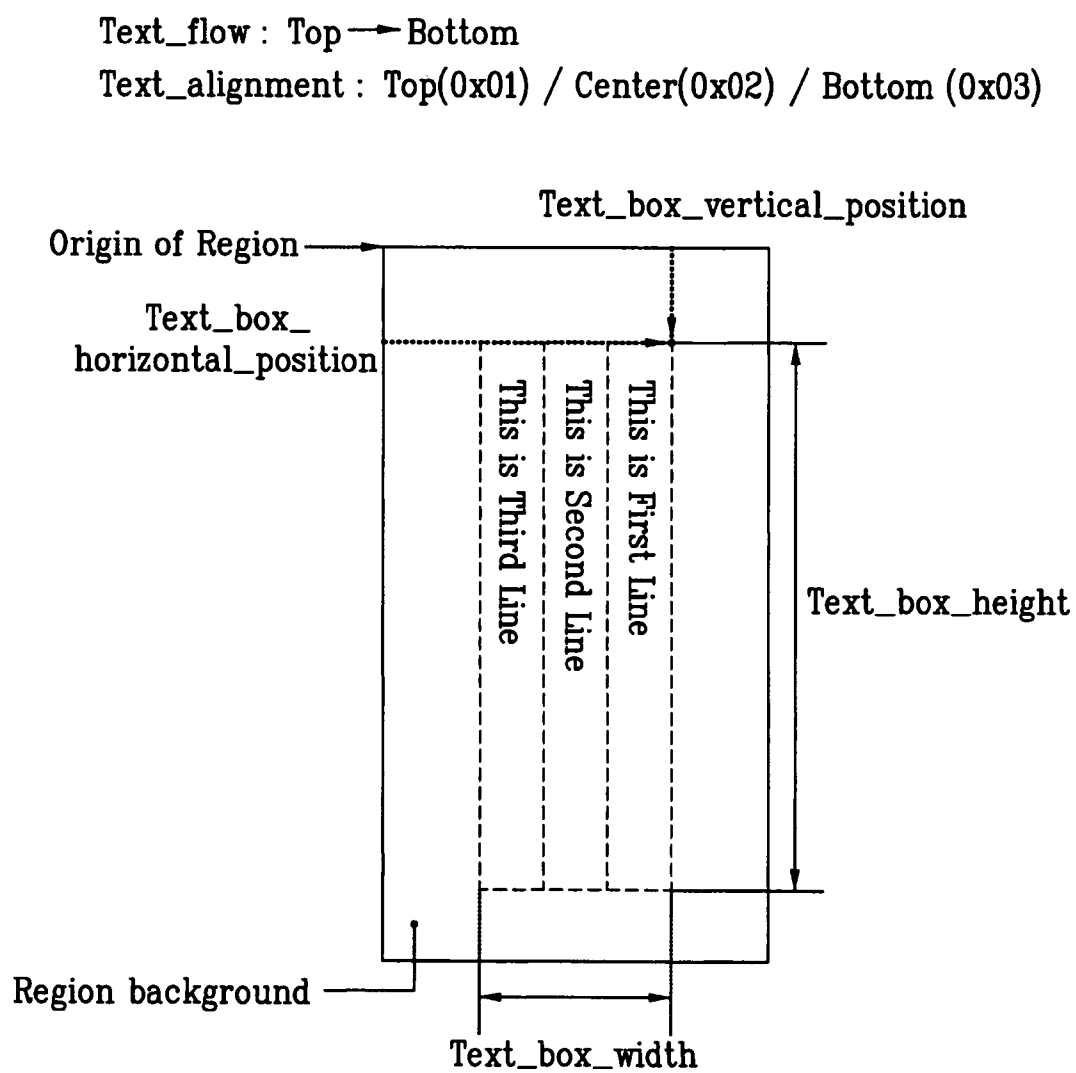 Text_flow : Top → Bottom
Text_alignment : Top(0x01) / Center(0x02) / Bottom (0x03)
Text_box_vertical_position
Origin of Region
Text_box_
horizontal_position
This is First Line
This is Second Line
This is Third Line
Text_box_height
Region background
Text_box_width